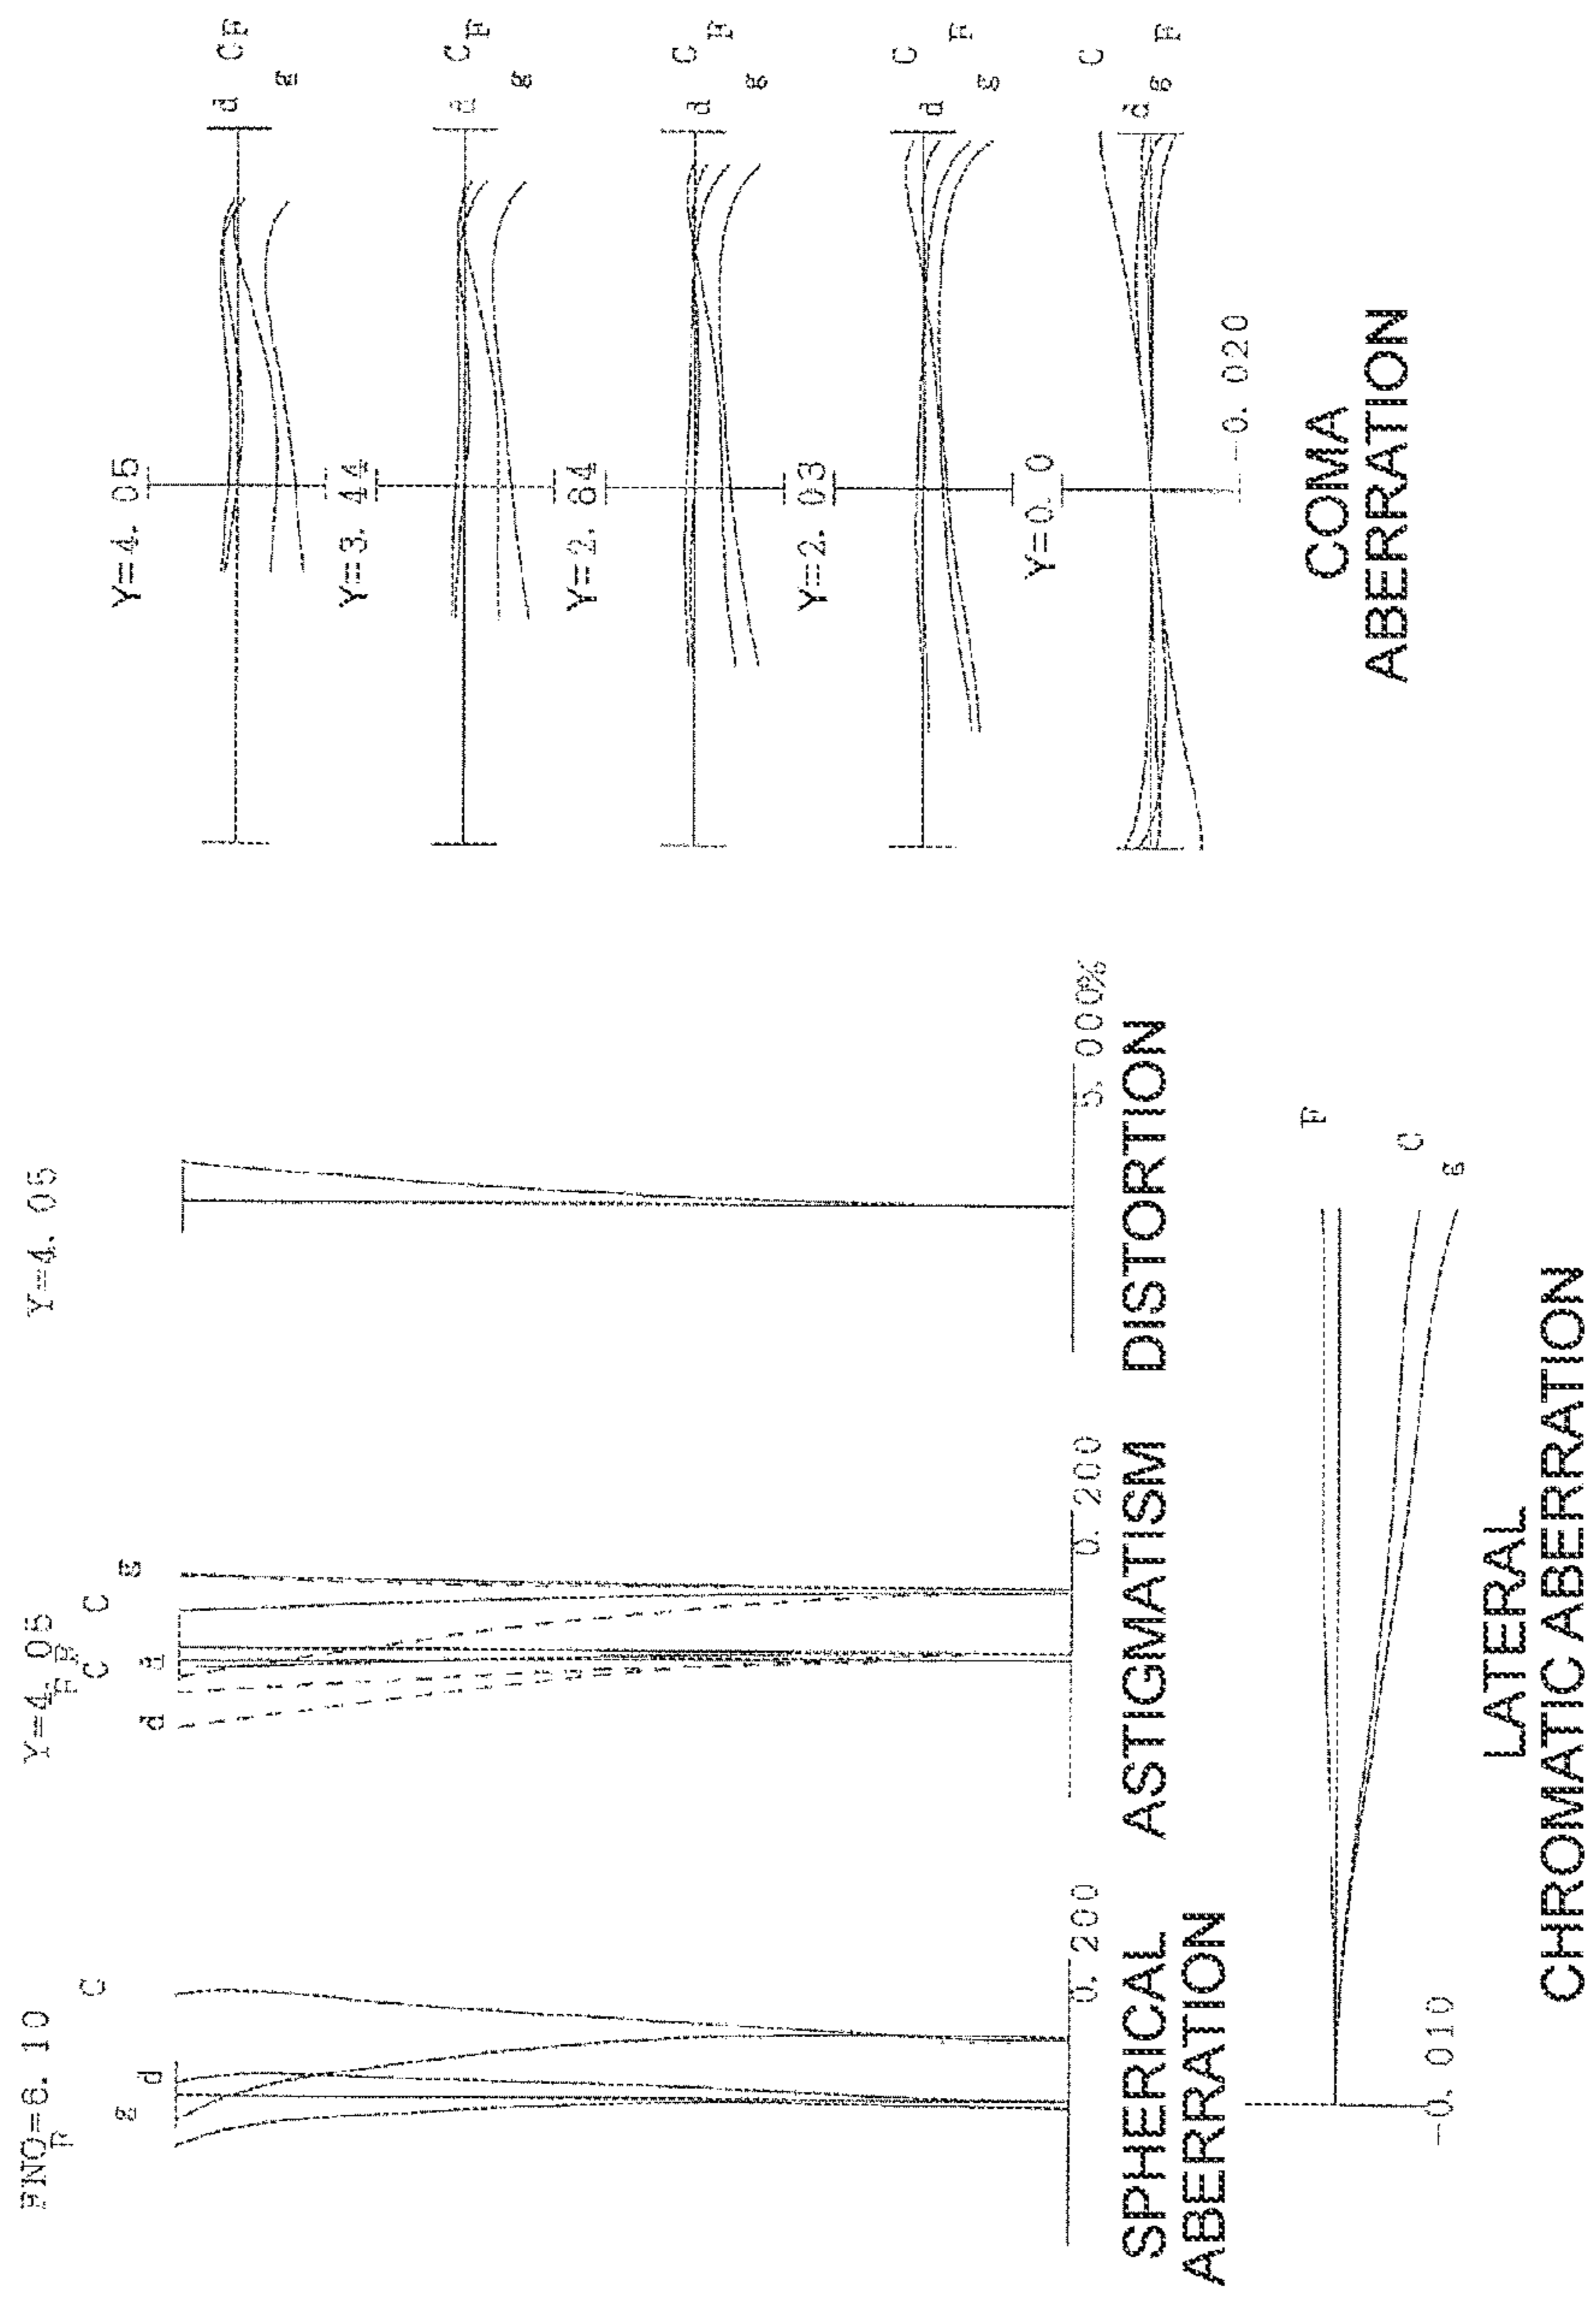 FNO=6.10
F
g
d
C
0.200
SPHERICAL
ABERRATION
Y=4.05
F
F
C
C
g
d
d
0.200
ASTIGMATISM
Y=4.05
5.000%
DISTORTION
Y=4.05
d
C
F
g
Y=3.44
d
C
F
g
Y=2.84
d
C
F
g
Y=2.03
d
C
F
g
Y=0.0
d
C
F
g
-0.020
COMA
ABERRATION
F
C
g
-0.010
LATERAL
CHROMATIC ABERRATION